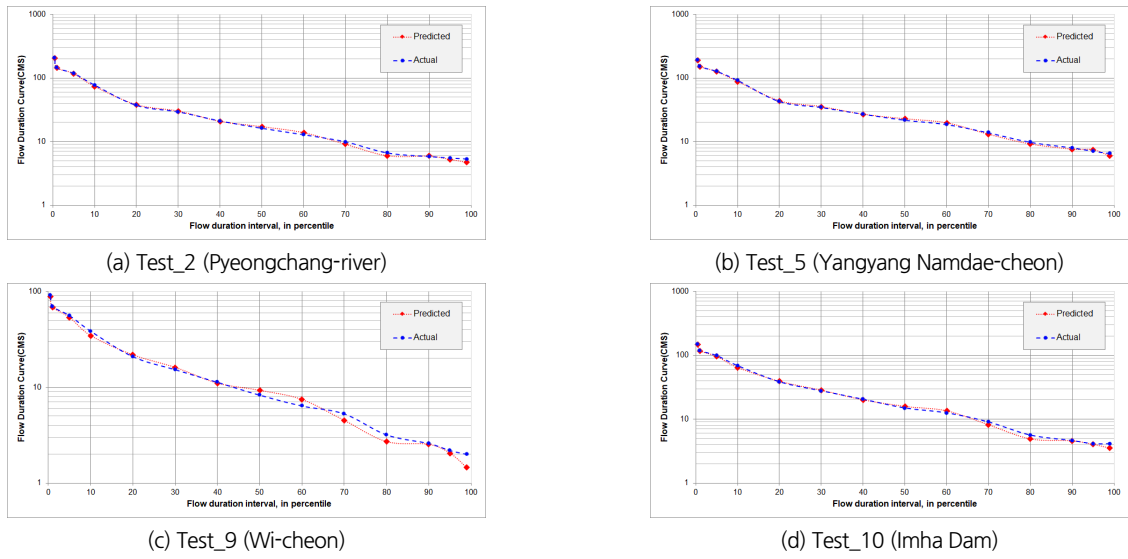 1000
100
10
1
Flow Duration Curve(CMS)
Predicted
Actual
0 10 20 30 40 50 60 70 80 90 100
Flow duration interval, in percentile
(a) Test_2 (Pyeongchang-river)
1000
100
10
1
Flow Duration Curve(CMS)
Predicted
Actual
0 10 20 30 40 50 60 70 80 90 100
Flow duration interval, in percentile
(b) Test_5 (Yangyang Namdae-cheon)
100
10
1
Flow Duration Curve(CMS)
Predicted
Actual
0 10 20 30 40 50 60 70 80 90 100
Flow duration interval, in percentile
(c) Test_9 (Wi-cheon)
1000
100
10
1
Flow Duration Curve(CMS)
Predicted
Actual
0 10 20 30 40 50 60 70 80 90 100
Flow duration interval, in percentile
(d) Test_10 (Imha Dam)